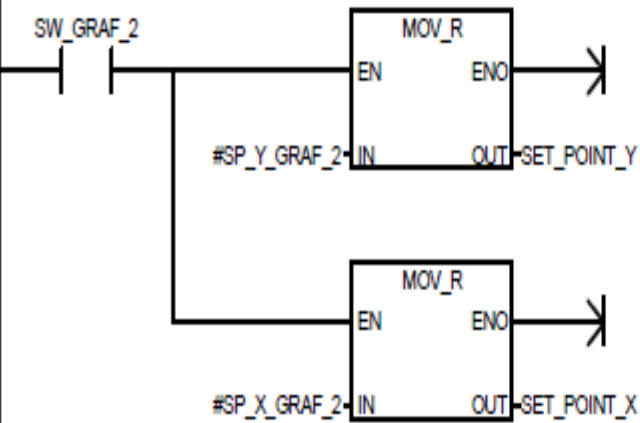 SW_GRAF_2
MOV_R
EN ENO
#SP_Y_GRAF_2 IN OUT SET_POINT_Y
MOV_R
EN ENO
#SP_X_GRAF_2 IN OUT SET_POINT_X